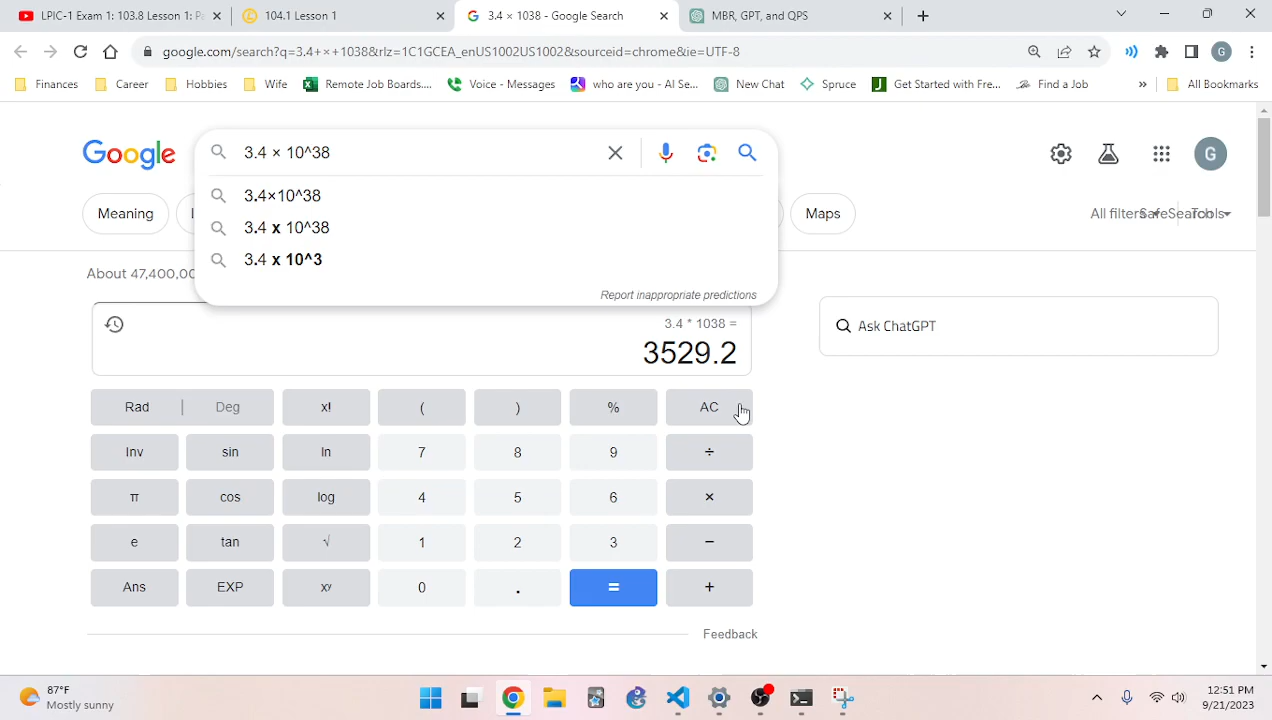 LPIC-1 Exam 1: 103.8 Lesson 1: Pa
104.1 Lesson 1
3.4 × 1038 - Google Search
MBR, GPT, and QPS
google.com/search?q=3.4+×+1038&rlz=1C1GCEA_enUS1002US1002&sourceid=chrome&ie=UTF-8
G
Finances
Career
Hobbies
Wife
Remote Job Boards....
Voice - Messages
who are you - AI Se...
New Chat
Spruce
Get Started with Fre...
Find a Job
»
All Bookmarks
Google
3.4 × 10^38
G
3.4×10^38
3.4 x 10^38
3.4 x 10^3
Report inappropriate predictions
Meaning
Maps
All filters
SafeSearch
Tools
About 47,400,00
3.4 * 1038 =
3529.2
Ask ChatGPT
Rad | Deg x! ( ) % AC
Inv sin ln 7 8 9 ÷
π cos log 4 5 6 ×
e tan √ 1 2 3 −
Ans EXP xʸ 0 . = +
Feedback
87°F
Mostly sunny
12:51 PM
9/21/2023